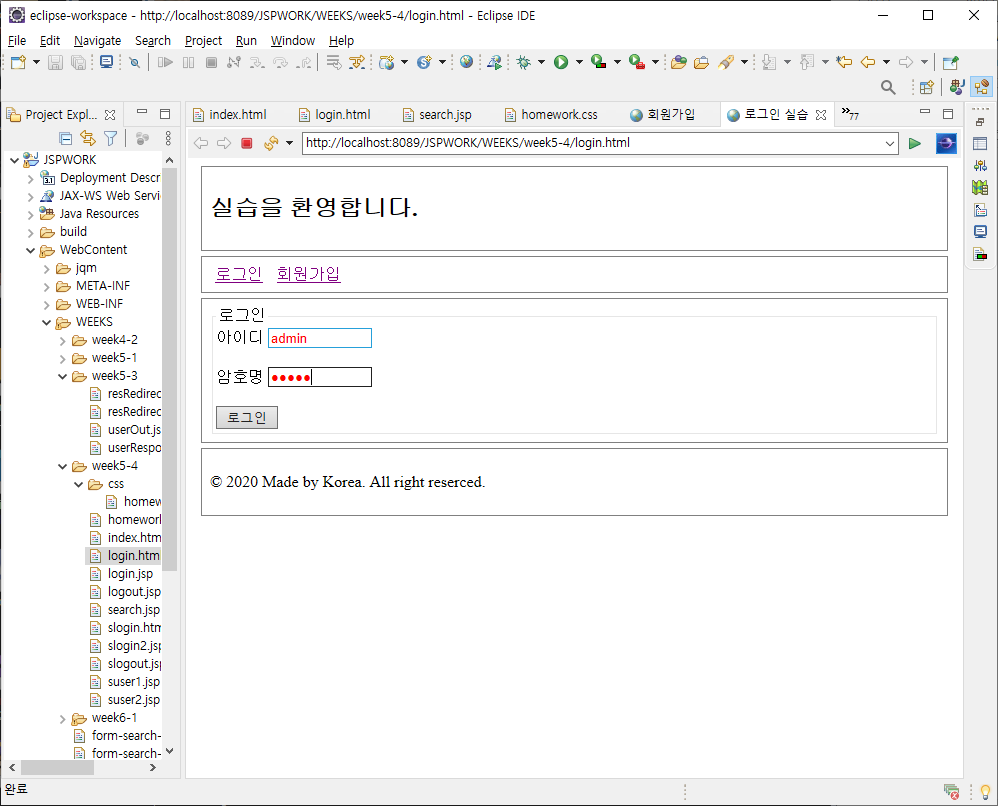 eclipse-workspace - http://localhost:8089/JSPWORK/WEEKS/week5-4/login.html - Eclipse IDE
File Edit Navigate Search Project Run Window Help
Project Expl...
index.html login.html search.jsp homework.css 회원가입 로그인 실습 »77
http://localhost:8089/JSPWORK/WEEKS/week5-4/login.html
JSPWORK
Deployment Descr
JAX-WS Web Servi
Java Resources
build
WebContent
jqm
META-INF
WEB-INF
WEEKS
week4-2
week5-1
week5-3
resRedirec
resRedirec
userOut.js
userRespo
week5-4
css
homew
homework
index.htm
login.htm
login.jsp
logout.jsp
search.jsp
slogin.htm
slogin2.jsp
slogout.jsp
suser1.jsp
suser2.jsp
week6-1
form-search-
form-search-
실습을 환영합니다.
로그인 회원가입
로그인
아이디 admin
암호명 •••••
로그인
© 2020 Made by Korea. All right reserced.
완료